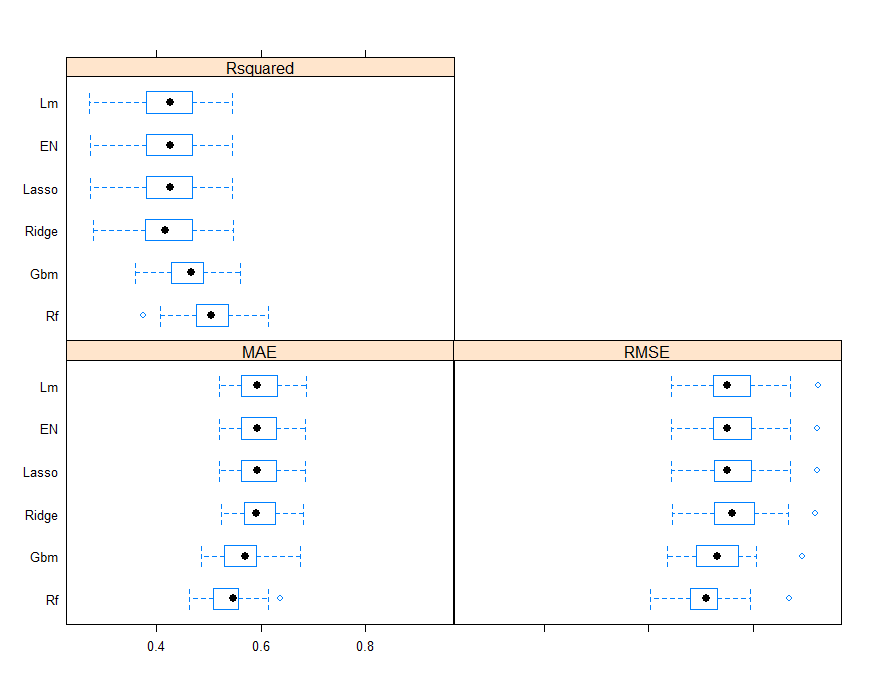 Rsquared
Lm
EN
Lasso
Ridge
Gbm
Rf
MAE
RMSE
Lm
EN
Lasso
Ridge
Gbm
Rf
0.4 0.6 0.8